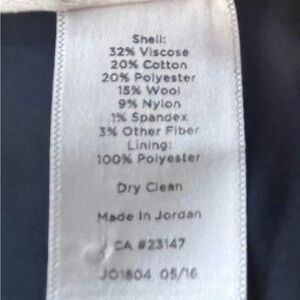 Shell:
32% Viscose
20% Cotton
20% Polyester
15% Wool
9% Nylon
1% Spandex
3% Other Fiber
Lining:
100% Polyester
Dry Clean
Made In Jordan
CA #23147
JO1804 05/16